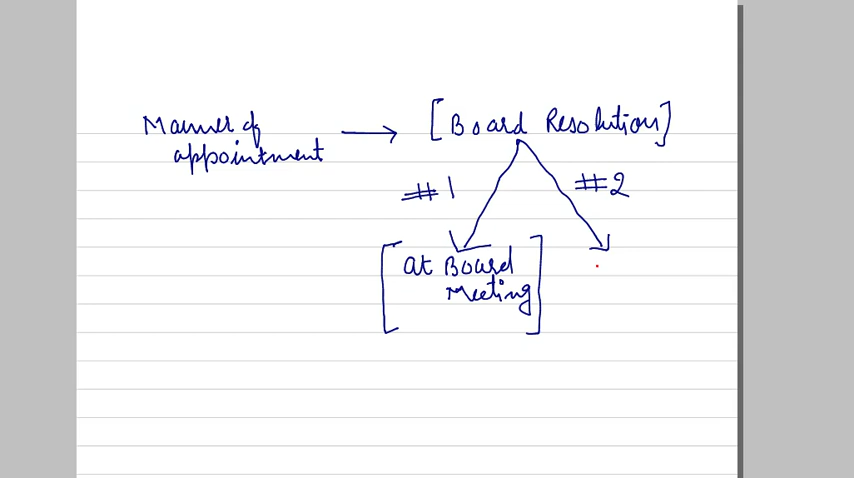 Manner of
appointment
[Board Resolution]
#1
#2
[at Board
Meeting]